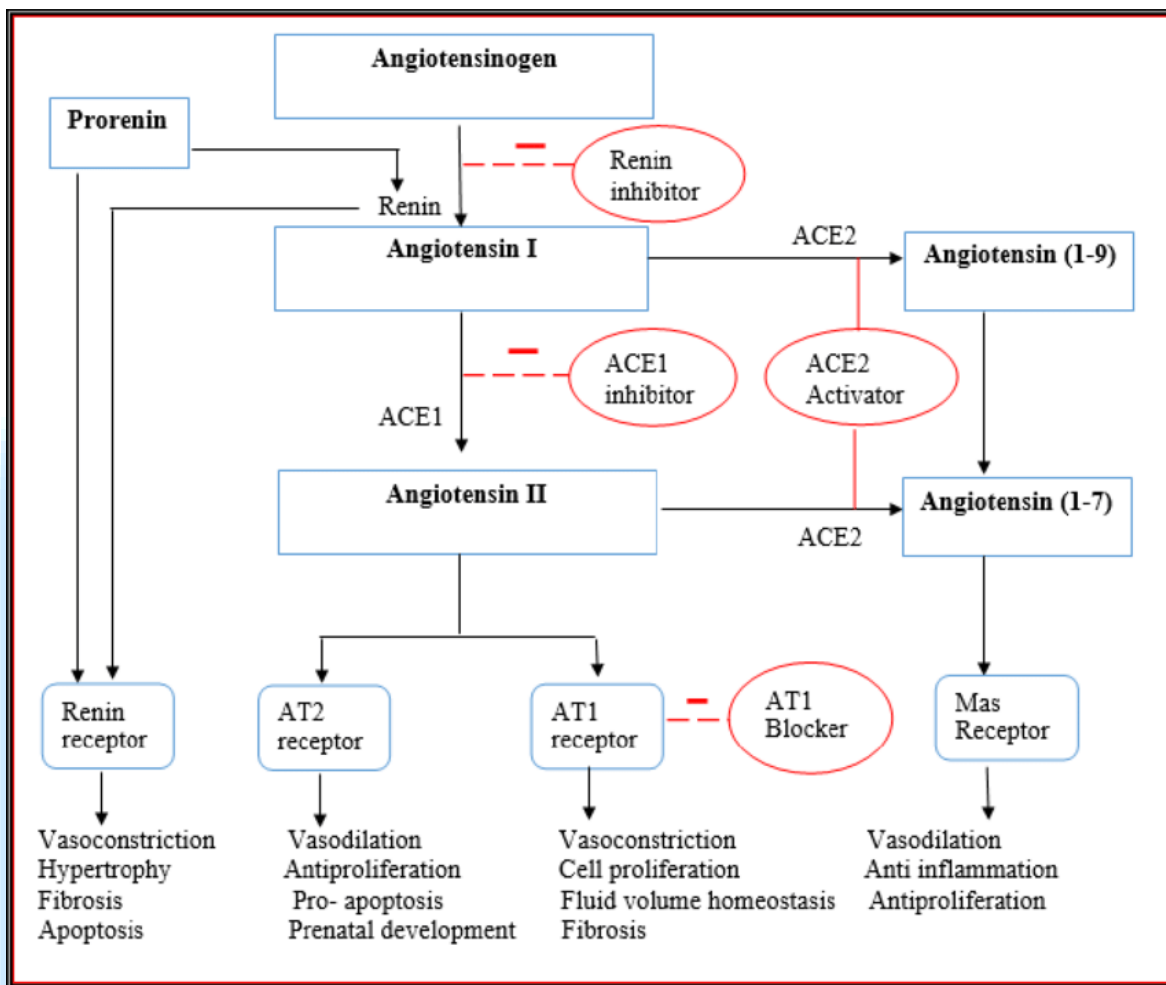 Angiotensinogen
Prorenin
Renin
inhibitor
Renin
Angiotensin I
ACE2
Angiotensin (1-9)
ACE1
inhibitor
ACE2
Activator
ACE1
Angiotensin II
Angiotensin (1-7)
ACE2
Renin
receptor
AT2
receptor
AT1
receptor
AT1
Blocker
Mas
Receptor
Vasoconstriction
Hypertrophy
Fibrosis
Apoptosis
Vasodilation
Antiproliferation
Pro- apoptosis
Prenatal development
Vasoconstriction
Cell proliferation
Fluid volume homeostasis
Fibrosis
Vasodilation
Anti inflammation
Antiproliferation